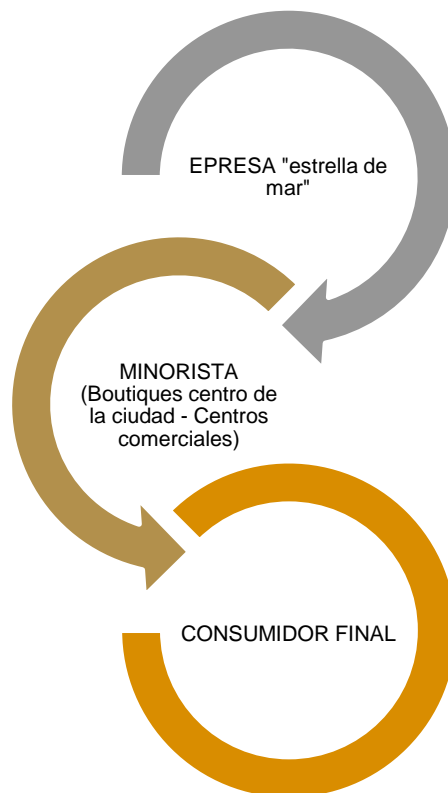 EPRESA "estrella de
mar"
MINORISTA
(Boutiques centro de
la ciudad - Centros
comerciales)
CONSUMIDOR FINAL